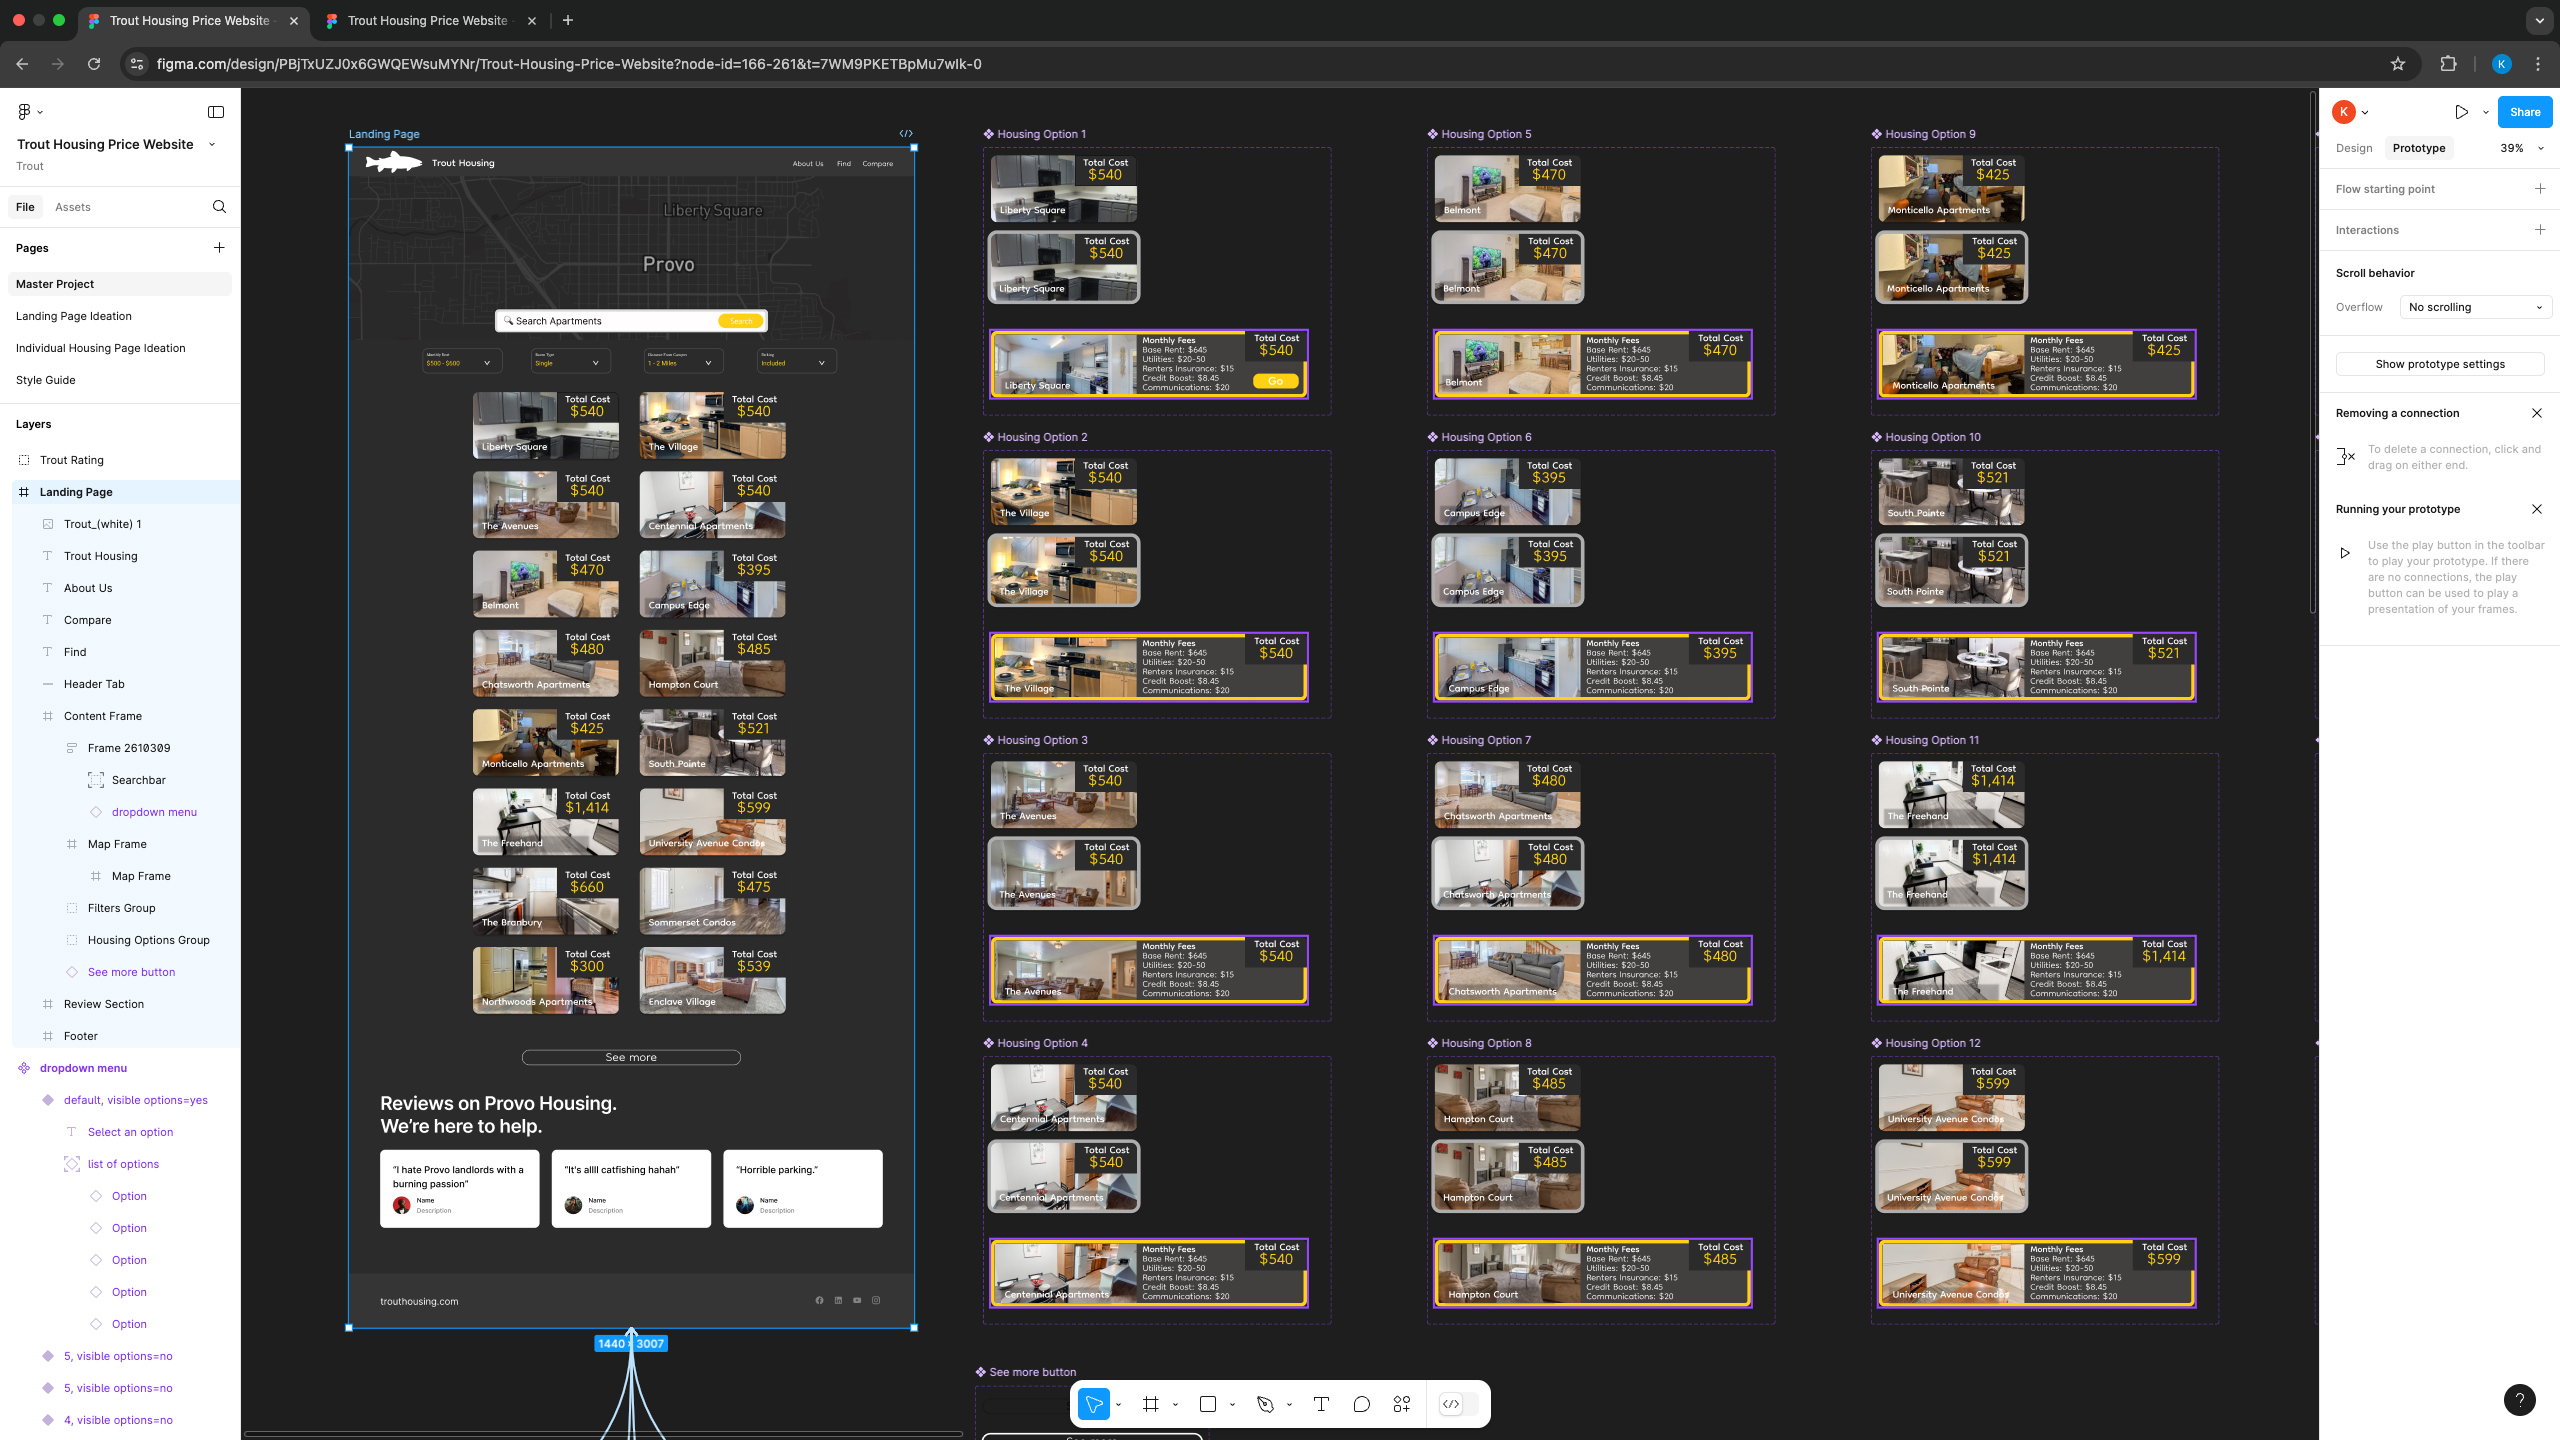 Trout Housing Price Website
Trout Housing Price Website
figma.com/design/PBjTxUZJ0x6GWQEWsuMYNr/Trout-Housing-Price-Website?node-id=166-261&t=7WM9PKETBpMu7wlk-0
K
Trout Housing Price Website
Trout
File
Assets
Pages
Master Project
Landing Page Ideation
Individual Housing Page Ideation
Style Guide
Layers
Trout Rating
Landing Page
Trout_(white) 1
Trout Housing
About Us
Compare
Find
Header Tab
Content Frame
Frame 2610309
Searchbar
dropdown menu
Map Frame
Map Frame
Filters Group
Housing Options Group
See more button
Review Section
Footer
dropdown menu
default, visible options=yes
Select an option
list of options
Option
Option
Option
Option
Option
5, visible options=no
5, visible options=no
4, visible options=no
Landing Page
Trout Housing
About Us
Find
Compare
Liberty Square
Provo
Search Apartments
Search
$500 - $600
Single
1 - 2 Miles
Included
Total Cost
$540
Liberty Square
Total Cost
$540
The Village
Total Cost
$540
The Avenues
Total Cost
$540
Centennial Apartments
Total Cost
$470
Belmont
Total Cost
$395
Campus Edge
Total Cost
$480
Chatsworth Apartments
Total Cost
$485
Hampton Court
Total Cost
$425
Monticello Apartments
Total Cost
$521
South Pointe
Total Cost
$1,414
The Freehand
Total Cost
$599
University Avenue Condos
Total Cost
$660
The Branbury
Total Cost
$475
Sommerset Condos
Total Cost
$300
Northwoods Apartments
Total Cost
$539
Enclave Village
See more
Reviews on Provo Housing.
We're here to help.
"I hate Provo landlords with a
burning passion"
Name
Description
"It's allll catfishing hahah"
Name
Description
"Horrible parking."
Name
Description
trouthousing.com
1440 × 3007
Housing Option 1
Total Cost
$540
Liberty Square
Total Cost
$540
Liberty Square
Liberty Square
Monthly Fees
Base Rent: $645
Utilities: $20-50
Renters Insurance: $15
Credit Boost: $8.45
Communications: $20
Total Cost
$540
Go
Housing Option 2
Total Cost
$540
The Village
Total Cost
$540
The Village
The Village
Monthly Fees
Base Rent: $645
Utilities: $20-50
Renters Insurance: $15
Credit Boost: $8.45
Communications: $20
Total Cost
$540
Housing Option 3
Total Cost
$540
The Avenues
Total Cost
$540
The Avenues
The Avenues
Monthly Fees
Base Rent: $645
Utilities: $20-50
Renters Insurance: $15
Credit Boost: $8.45
Communications: $20
Total Cost
$540
Housing Option 4
Total Cost
$540
Centennial Apartments
Total Cost
$540
Centennial Apartments
Centennial Apartments
Monthly Fees
Base Rent: $645
Utilities: $20-50
Renters Insurance: $15
Credit Boost: $8.45
Communications: $20
Total Cost
$540
See more button
See more
Housing Option 5
Total Cost
$470
Belmont
Total Cost
$470
Belmont
Belmont
Monthly Fees
Base Rent: $645
Utilities: $20-50
Renters Insurance: $15
Credit Boost: $8.45
Communications: $20
Total Cost
$470
Housing Option 6
Total Cost
$395
Campus Edge
Total Cost
$395
Campus Edge
Campus Edge
Monthly Fees
Base Rent: $645
Utilities: $20-50
Renters Insurance: $15
Credit Boost: $8.45
Communications: $20
Total Cost
$395
Housing Option 7
Total Cost
$480
Chatsworth Apartments
Total Cost
$480
Chatsworth Apartments
Chatsworth Apartments
Monthly Fees
Base Rent: $645
Utilities: $20-50
Renters Insurance: $15
Credit Boost: $8.45
Communications: $20
Total Cost
$480
Housing Option 8
Total Cost
$485
Hampton Court
Total Cost
$485
Hampton Court
Hampton Court
Monthly Fees
Base Rent: $645
Utilities: $20-50
Renters Insurance: $15
Credit Boost: $8.45
Communications: $20
Total Cost
$485
Housing Option 9
Total Cost
$425
Monticello Apartments
Total Cost
$425
Monticello Apartments
Monticello Apartments
Monthly Fees
Base Rent: $645
Utilities: $20-50
Renters Insurance: $15
Credit Boost: $8.45
Communications: $20
Total Cost
$425
Housing Option 10
Total Cost
$521
South Pointe
Total Cost
$521
South Pointe
South Pointe
Monthly Fees
Base Rent: $645
Utilities: $20-50
Renters Insurance: $15
Credit Boost: $8.45
Communications: $20
Total Cost
$521
Housing Option 11
Total Cost
$1,414
The Freehand
Total Cost
$1,414
The Freehand
The Freehand
Monthly Fees
Base Rent: $645
Utilities: $20-50
Renters Insurance: $15
Credit Boost: $8.45
Communications: $20
Total Cost
$1,414
Housing Option 12
Total Cost
$599
University Avenue Condos
Total Cost
$599
University Avenue Condos
University Avenue Condos
Monthly Fees
Base Rent: $645
Utilities: $20-50
Renters Insurance: $15
Credit Boost: $8.45
Communications: $20
Total Cost
$599
K
Share
Design
Prototype
39%
Flow starting point
Interactions
Scroll behavior
Overflow
No scrolling
Show prototype settings
Removing a connection
To delete a connection, click and
drag on either end.
Running your prototype
Use the play button in the toolbar
to play your prototype. If there
are no connections, the play
button can be used to play a
presentation of your frames.
?